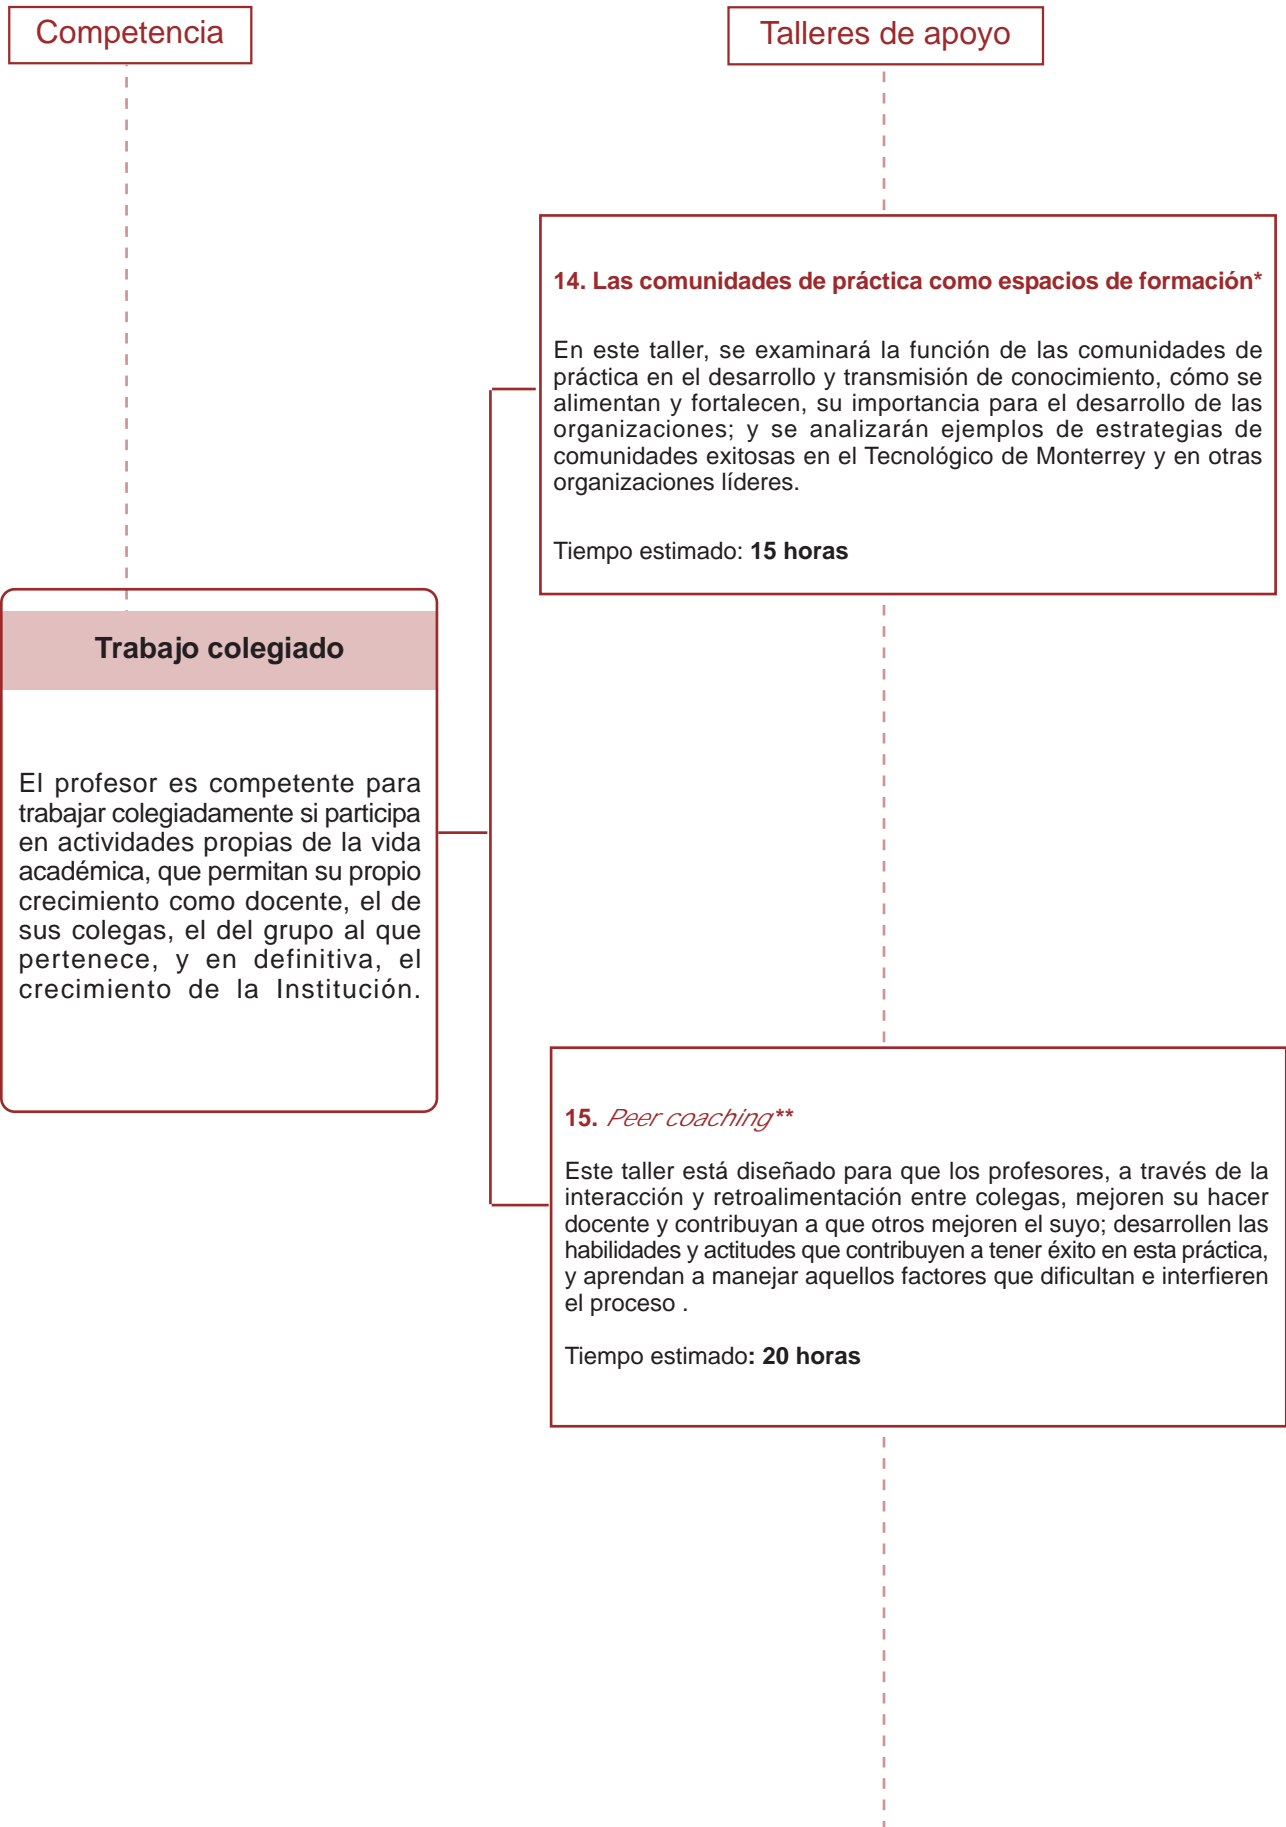 Competencia
Talleres de apoyo
14. Las comunidades de práctica como espacios de formación*
En este taller, se examinará la función de las comunidades de
práctica en el desarrollo y transmisión de conocimiento, cómo se
alimentan y fortalecen, su importancia para el desarrollo de las
organizaciones; y se analizarán ejemplos de estrategias de
comunidades exitosas en el Tecnológico de Monterrey y en otras
organizaciones líderes.
Tiempo estimado: 15 horas
Trabajo colegiado
El profesor es competente para
trabajar colegiadamente si participa
en actividades propias de la vida
académica, que permitan su propio
crecimiento como docente, el de
sus colegas, el del grupo al que
pertenece, y en definitiva, el
crecimiento de la Institución.
15. Peer coaching**
Este taller está diseñado para que los profesores, a través de la
interacción y retroalimentación entre colegas, mejoren su hacer
docente y contribuyan a que otros mejoren el suyo; desarrollen las
habilidades y actitudes que contribuyen a tener éxito en esta práctica,
y aprendan a manejar aquellos factores que dificultan e interfieren
el proceso .
Tiempo estimado: 20 horas